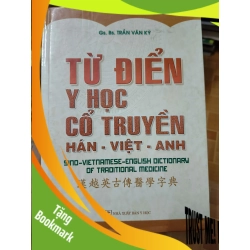 Gs. Bs. TRẦN VĂN KỲ
TỪ ĐIỂN
Y HỌC
CỔ TRUYỀN
HÁN - VIỆT - ANH
SINO-VIETNAMESE-ENGLISH DICTIONARY
OF TRADITIONAL MEDICINE
漢越英古傳醫學字典
Tặng
Bookmark